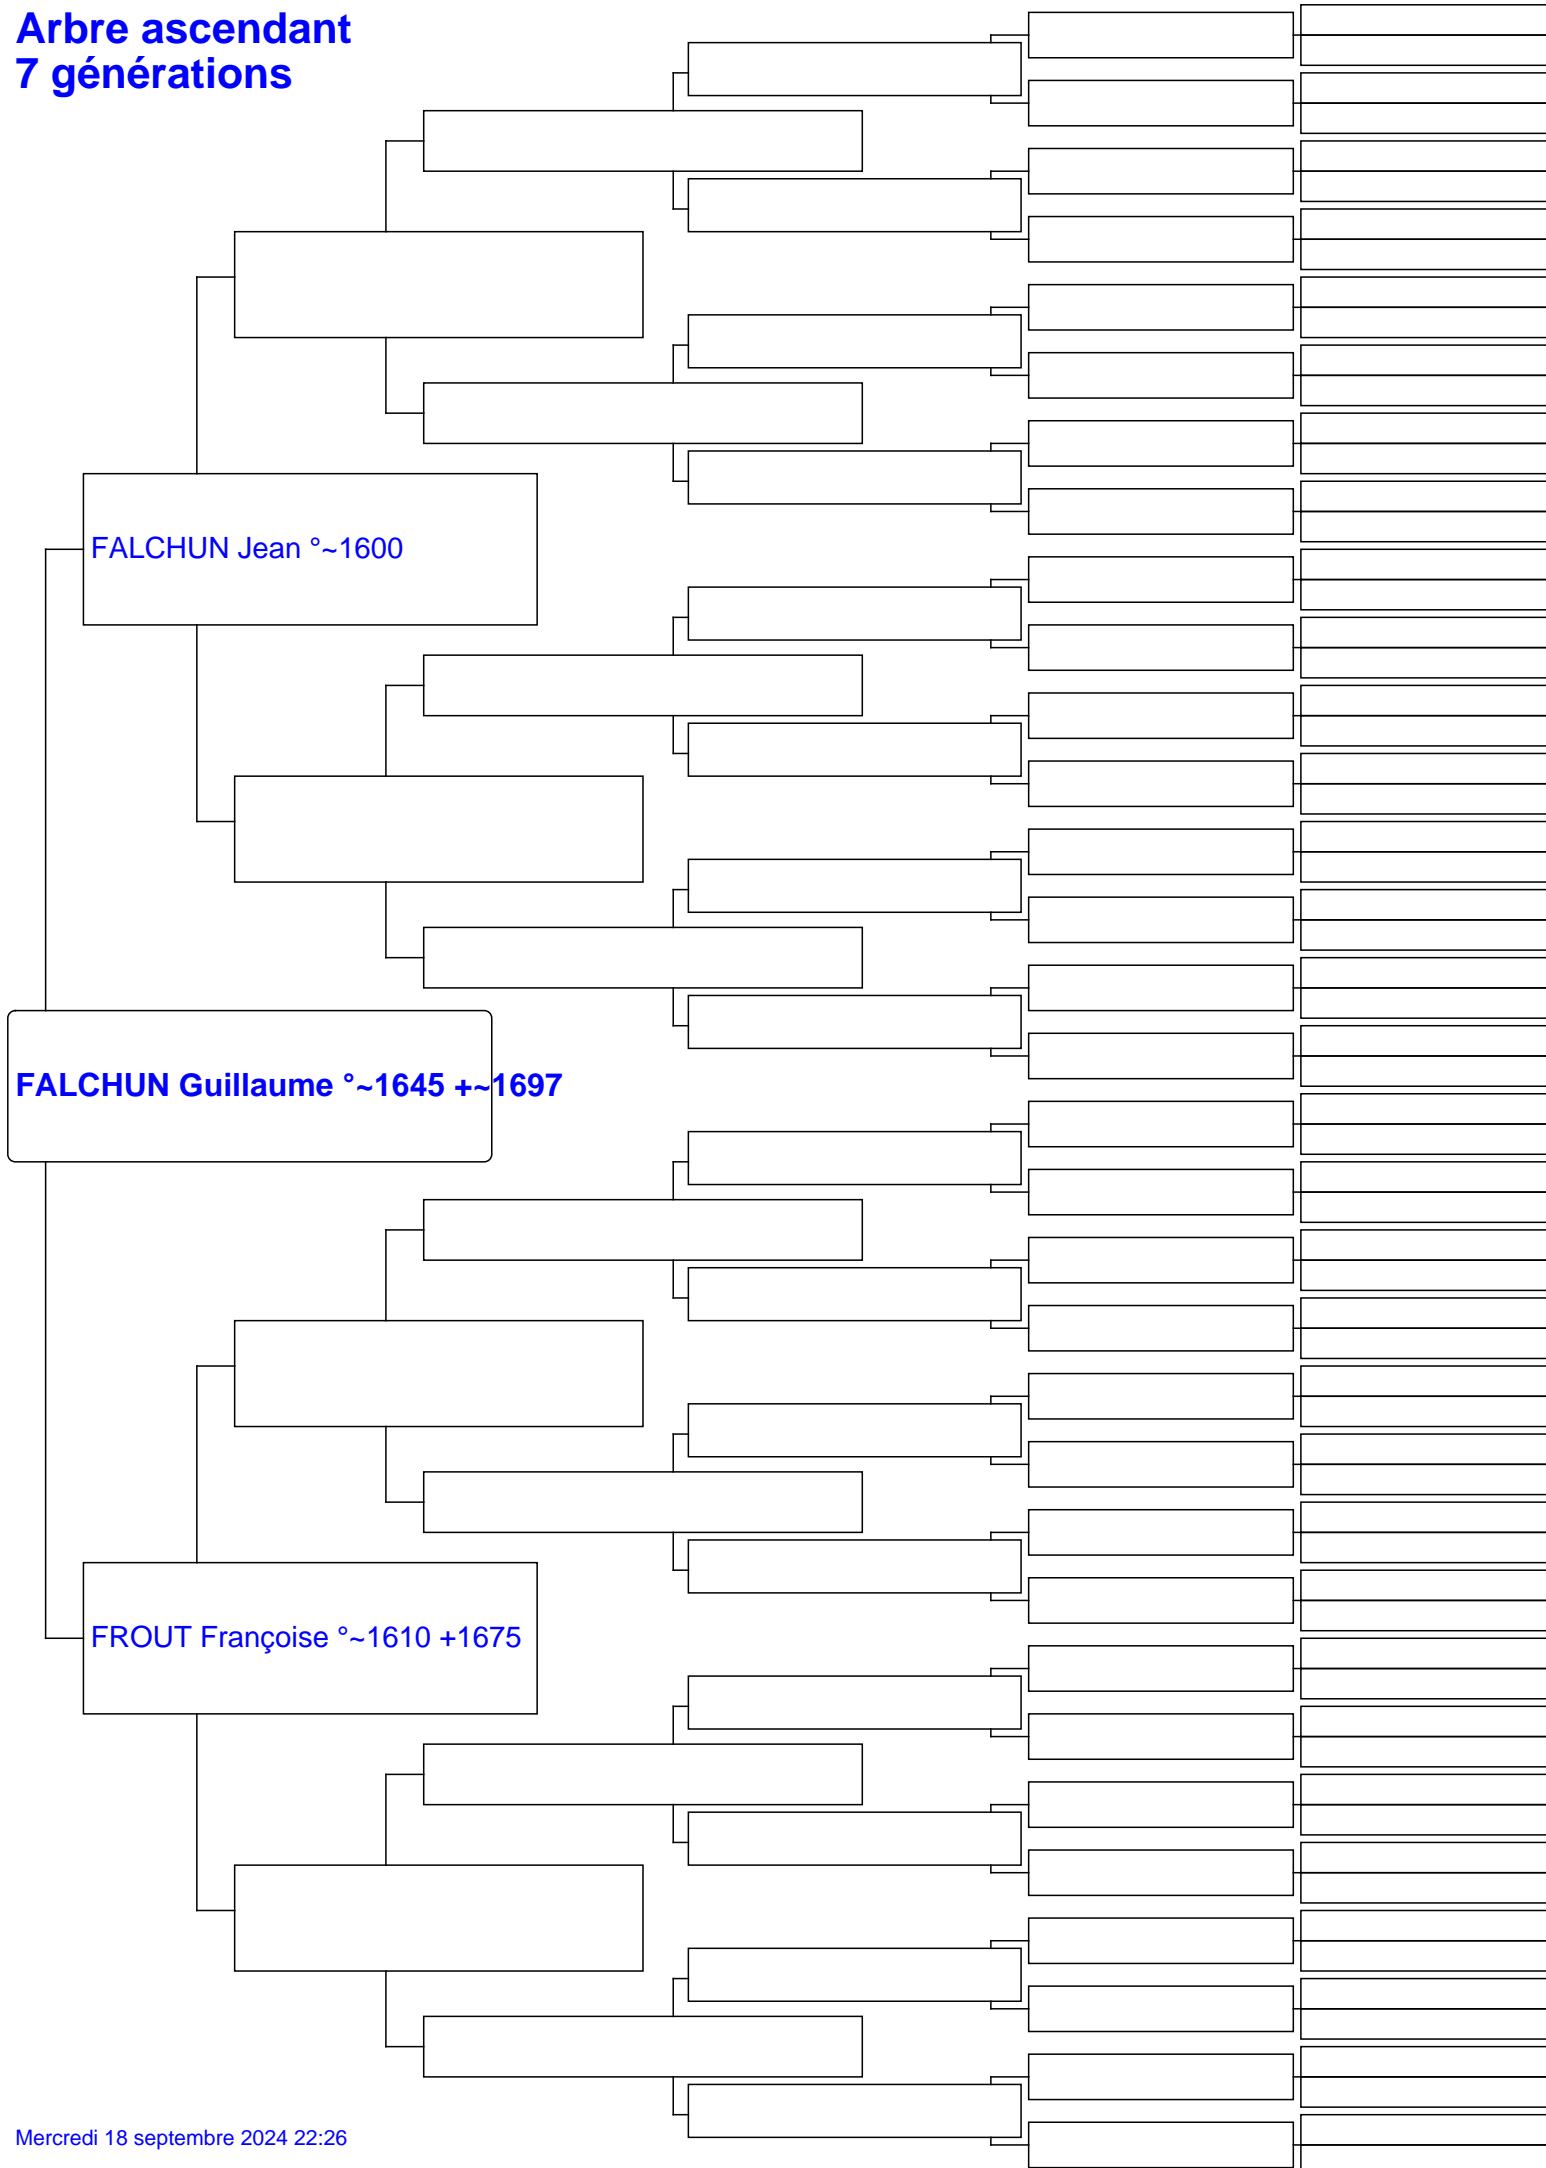 Arbre ascendant
7 générations
FALCHUN Jean °~1600
FALCHUN Guillaume °~1645 +~1697
FROUT Françoise °~1610 +1675
Mercredi 18 septembre 2024 22:26